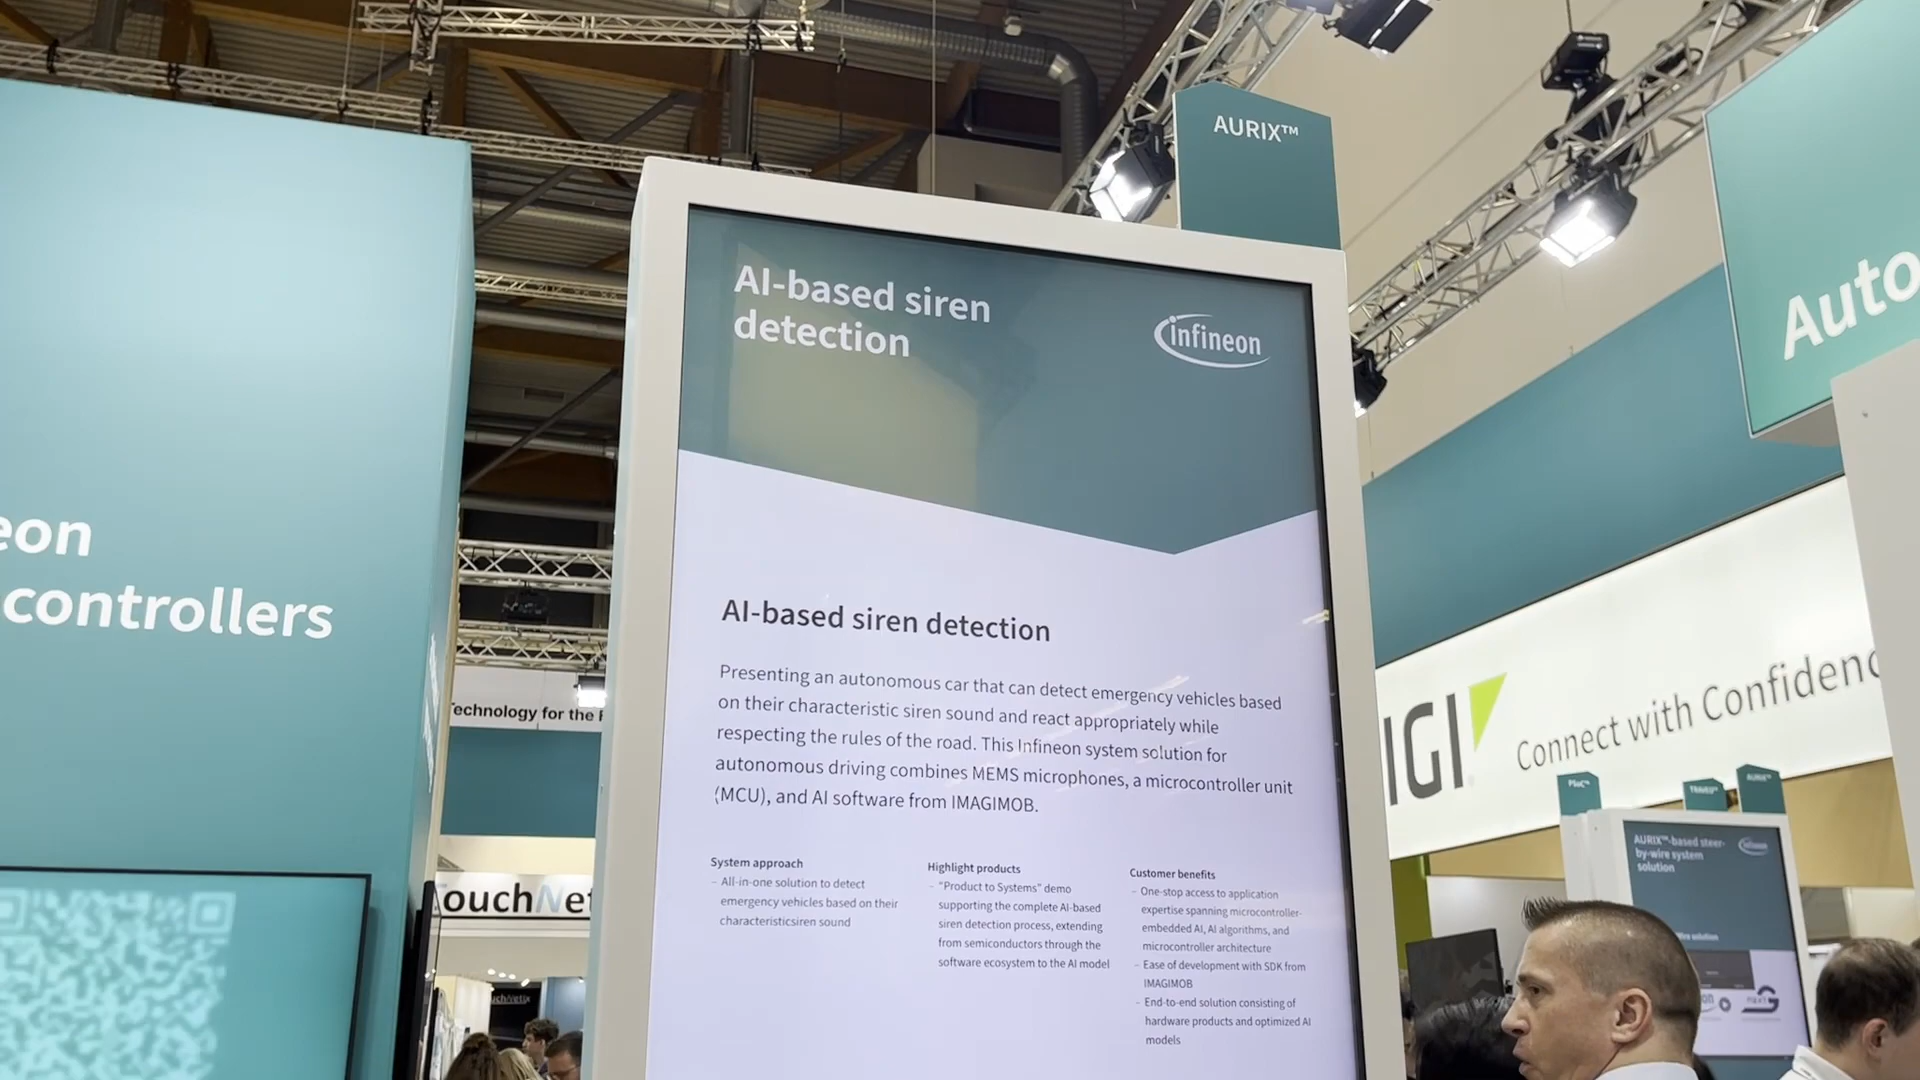 AURIX™
AI-based siren
detection
infineon
Auto
eon
controllers
AI-based siren detection
Presenting an autonomous car that can detect emergency vehicles based
on their characteristic siren sound and react appropriately while
respecting the rules of the road. This Infineon system solution for
autonomous driving combines MEMS microphones, a microcontroller unit
(MCU), and AI software from IMAGIMOB.
System approach
- All-in-one solution to detect
emergency vehicles based on their
characteristicsiren sound
Highlight products
- "Product to Systems" demo
supporting the complete AI-based
siren detection process, extending
from semiconductors through the
software ecosystem to the AI model
Customer benefits
- One-stop access to application
expertise spanning microcontroller-
embedded AI, AI algorithms, and
microcontroller architecture
- Ease of development with SDK from
IMAGIMOB
- End-to-end solution consisting of
hardware products and optimized AI
models
Technology for the
ouchNet
IGI
Connect with Confidenc
PSoC™
TRAVEO™
AURIX™
AURIX™-based steer-
by-wire system
solution
infineon